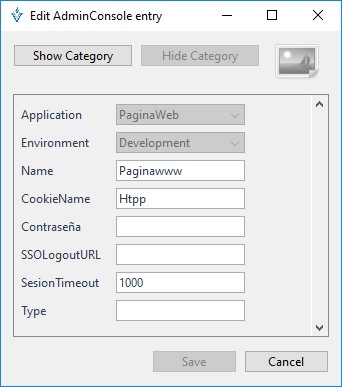 Edit AdminConsole entry
Show Category Hide Category
Application PaginaWeb
Environment Development
Name Paginawww
CookieName Htpp
Contraseña
SSOLogoutURL
SesionTimeout 1000
Type
Save Cancel